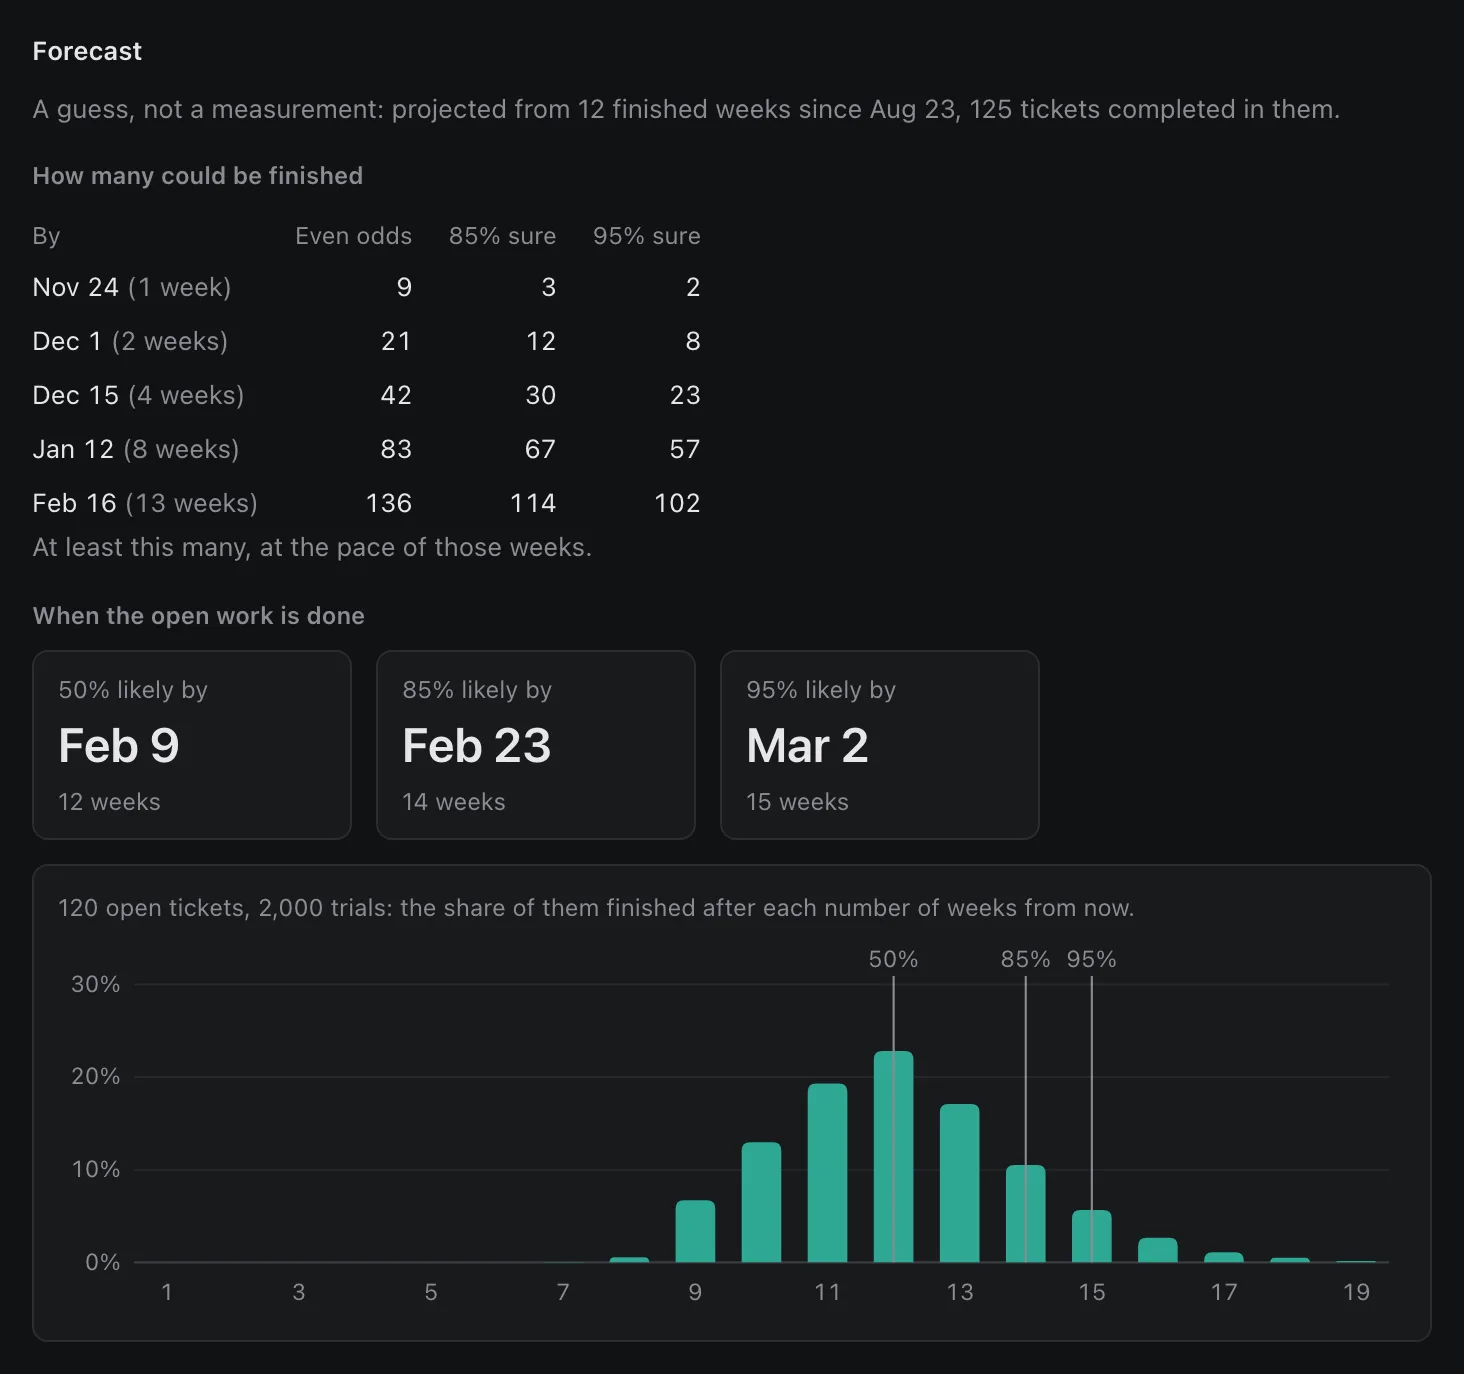 Forecast
A guess, not a measurement: projected from 12 finished weeks since Aug 23, 125 tickets completed in them.
How many could be finished
By Even odds 85% sure 95% sure
Nov 24 (1 week) 9 3 2
Dec 1 (2 weeks) 21 12 8
Dec 15 (4 weeks) 42 30 23
Jan 12 (8 weeks) 83 67 57
Feb 16 (13 weeks) 136 114 102
At least this many, at the pace of those weeks.
When the open work is done
50% likely by
Feb 9
12 weeks
85% likely by
Feb 23
14 weeks
95% likely by
Mar 2
15 weeks
120 open tickets, 2,000 trials: the share of them finished after each number of weeks from now.
50% 85% 95%
30%
20%
10%
0%
1 3 5 7 9 11 13 15 17 19